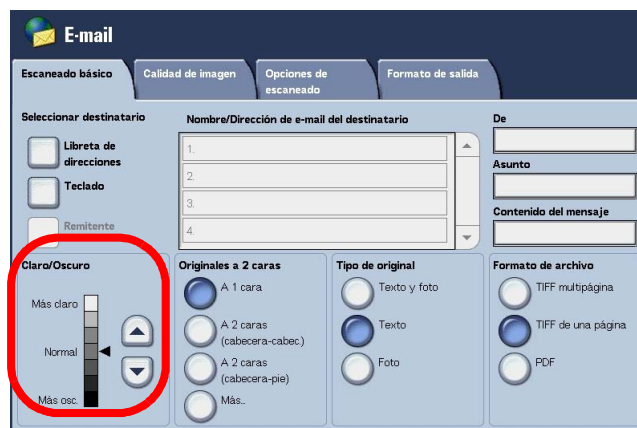 E-mail
Escaneado básico
Calidad de imagen
Opciones de
escaneado
Formato de salida
Seleccionar destinatario
Libreta de
direcciones
Teclado
Remitente
Nombre/Dirección de e-mail del destinatario
1.
2.
3.
4.
De
Asunto
Contenido del mensaje
Claro/Oscuro
Más claro
Normal
Más osc.
Originales a 2 caras
A 1 cara
A 2 caras
(cabecera-cabec.)
A 2 caras
(cabecera-pie)
Más..
Tipo de original
Texto y foto
Texto
Foto
Formato de archivo
TIFF multipágina
TIFF de una página
PDF